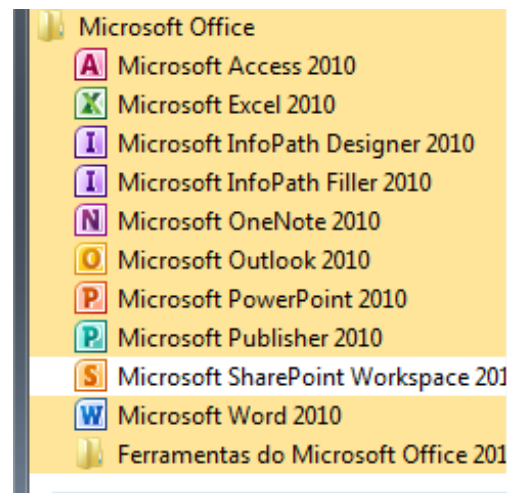 Microsoft Office
Microsoft Access 2010
Microsoft Excel 2010
Microsoft InfoPath Designer 2010
Microsoft InfoPath Filler 2010
Microsoft OneNote 2010
Microsoft Outlook 2010
Microsoft PowerPoint 2010
Microsoft Publisher 2010
Microsoft SharePoint Workspace 201
Microsoft Word 2010
Ferramentas do Microsoft Office 201